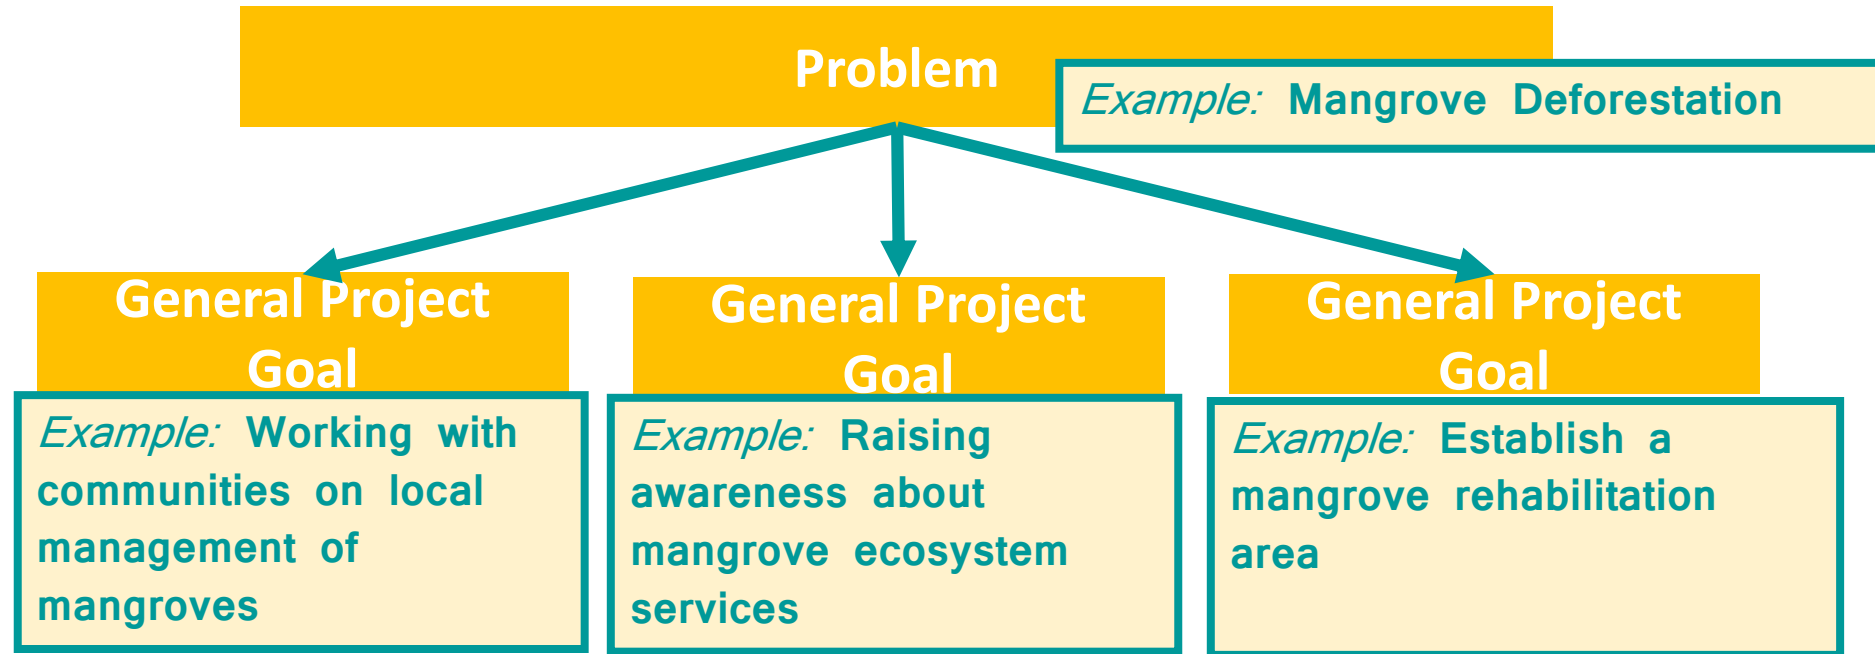 Problem
Example: Mangrove Deforestation
General Project
Goal
Example: Working with
communities on local
management of
mangroves
General Project
Goal
Example: Raising
awareness about
mangrove ecosystem
services
General Project
Goal
Example: Establish a
mangrove rehabilitation
area